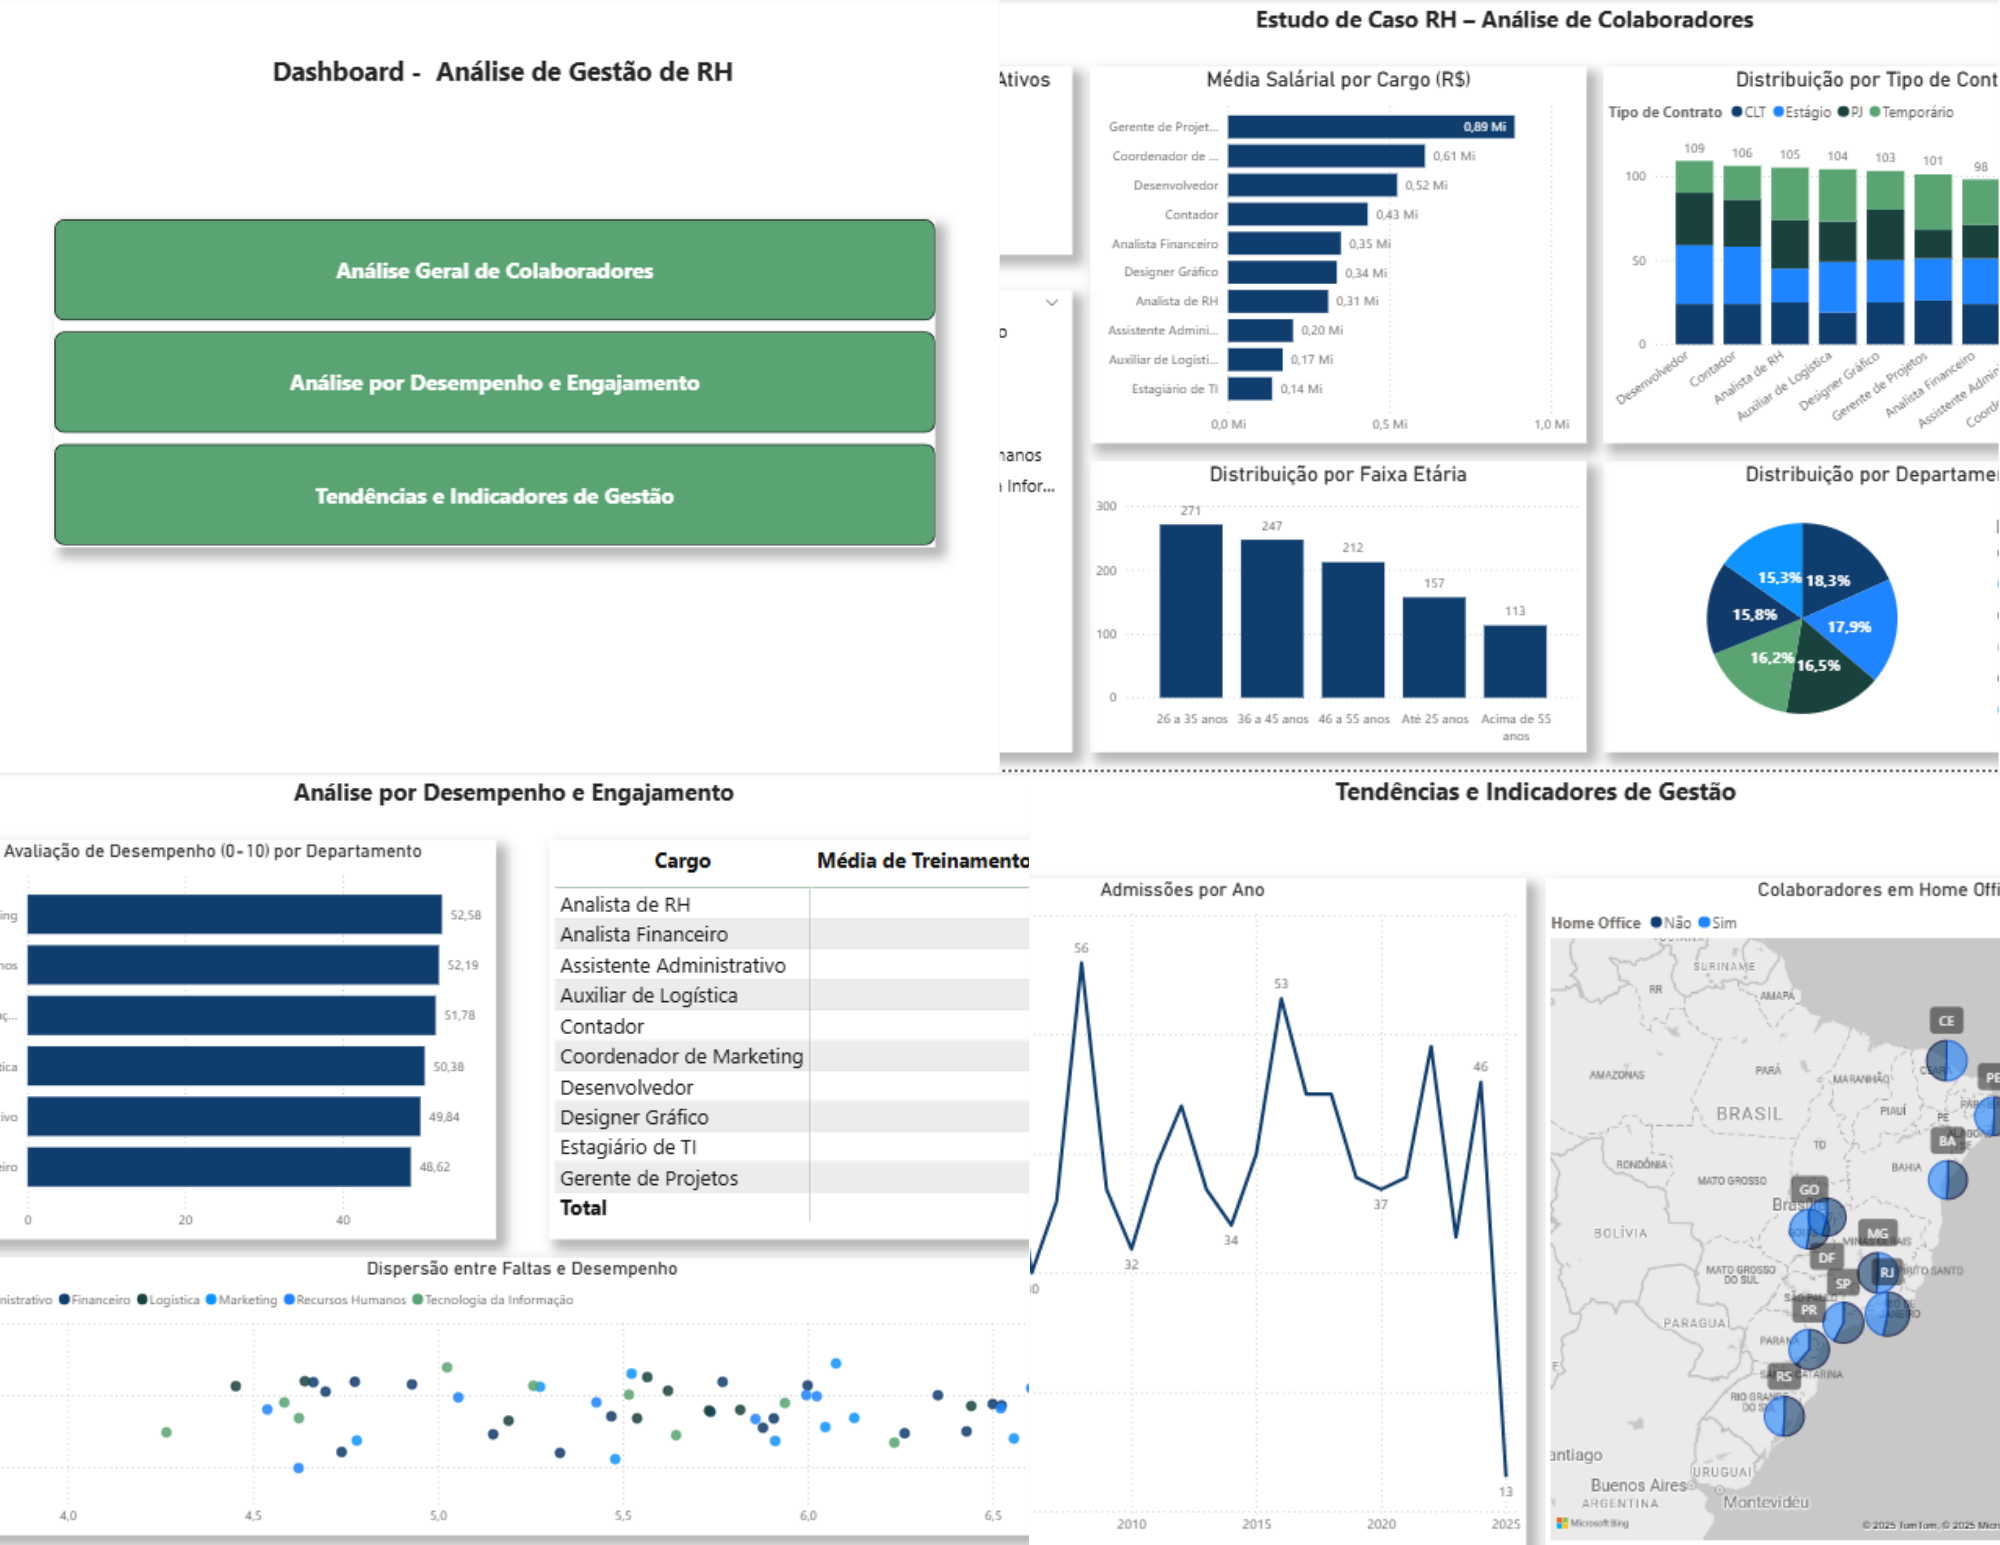 Dashboard - Análise de Gestão de RH
Análise Geral de Colaboradores
Análise por Desempenho e Engajamento
Tendências e Indicadores de Gestão
Estudo de Caso RH – Análise de Colaboradores
Ativos
Infor...
Média Salárial por Cargo (R$)
Gerente de Projet... 0,89 Mi
Coordenador de ... 0,61 Mi
Desenvolvedor 0,52 Mi
Contador 0,43 Mi
Analista Financeiro 0,35 Mi
Designer Gráfico 0,34 Mi
Analista de RH 0,31 Mi
Assistente Admini... 0,20 Mi
Auxiliar de Logísti... 0,17 Mi
Estagiário de TI 0,14 Mi
0,0 Mi 0,5 Mi 1,0 Mi
Distribuição por Tipo de Cont
Tipo de Contrato CLT Estágio PJ Temporário
109 106 105 104 103 101 98
100
50
0
Desenvolvedor Contador Analista de RH Auxiliar de Logística Designer Gráfico Gerente de Projetos Analista Financeiro Assistente Admin Coord
Distribuição por Faixa Etária
300
200
100
0
271 247 212 157 113
26 a 35 anos 36 a 45 anos 46 a 55 anos Até 25 anos Acima de 55
anos
Distribuição por Departamen
15,3% 18,3%
15,8% 17,9%
16,2% 16,5%
Análise por Desempenho e Engajamento
Avaliação de Desempenho (0-10) por Departamento
ing 52,58
nos 52,19
aç... 51,78
tica 50,38
tivo 49,84
eiro 48,62
0 20 40
Cargo Média de Treinamento
Analista de RH
Analista Financeiro
Assistente Administrativo
Auxiliar de Logística
Contador
Coordenador de Marketing
Desenvolvedor
Designer Gráfico
Estagiário de TI
Gerente de Projetos
Total
Dispersão entre Faltas e Desempenho
nistrativo Financeiro Logística Marketing Recursos Humanos Tecnologia da Informação
4,0 4,5 5,0 5,5 6,0 6,5
Tendências e Indicadores de Gestão
Admissões por Ano
56
53
46
37
34
32
13
2010 2015 2020 2025
Colaboradores em Home Offi
Home Office Não Sim
SURINAME
RR
AMAPÁ
CE
AMAZONAS
PARÁ
MARANHÃO
CEARÁ
PE
BRASIL
PIAUÍ
PE
TO
BA
RONDÔNIA
MATO GROSSO
BAHIA
GO
Brasília
BOLÍVIA
MG
MINAS GERAIS
DF
MATO GROSSO
DO SUL
RJ
SP
PR
PARAGUAI
PARANÁ
RS
SANTA CATARINA
RIO GRANDE
DO SUL
antiago
URUGUAI
Buenos Aires
ARGENTINA
Montevidéu
Microsoft Bing
© 2025 TomTom, © 2025 Micro